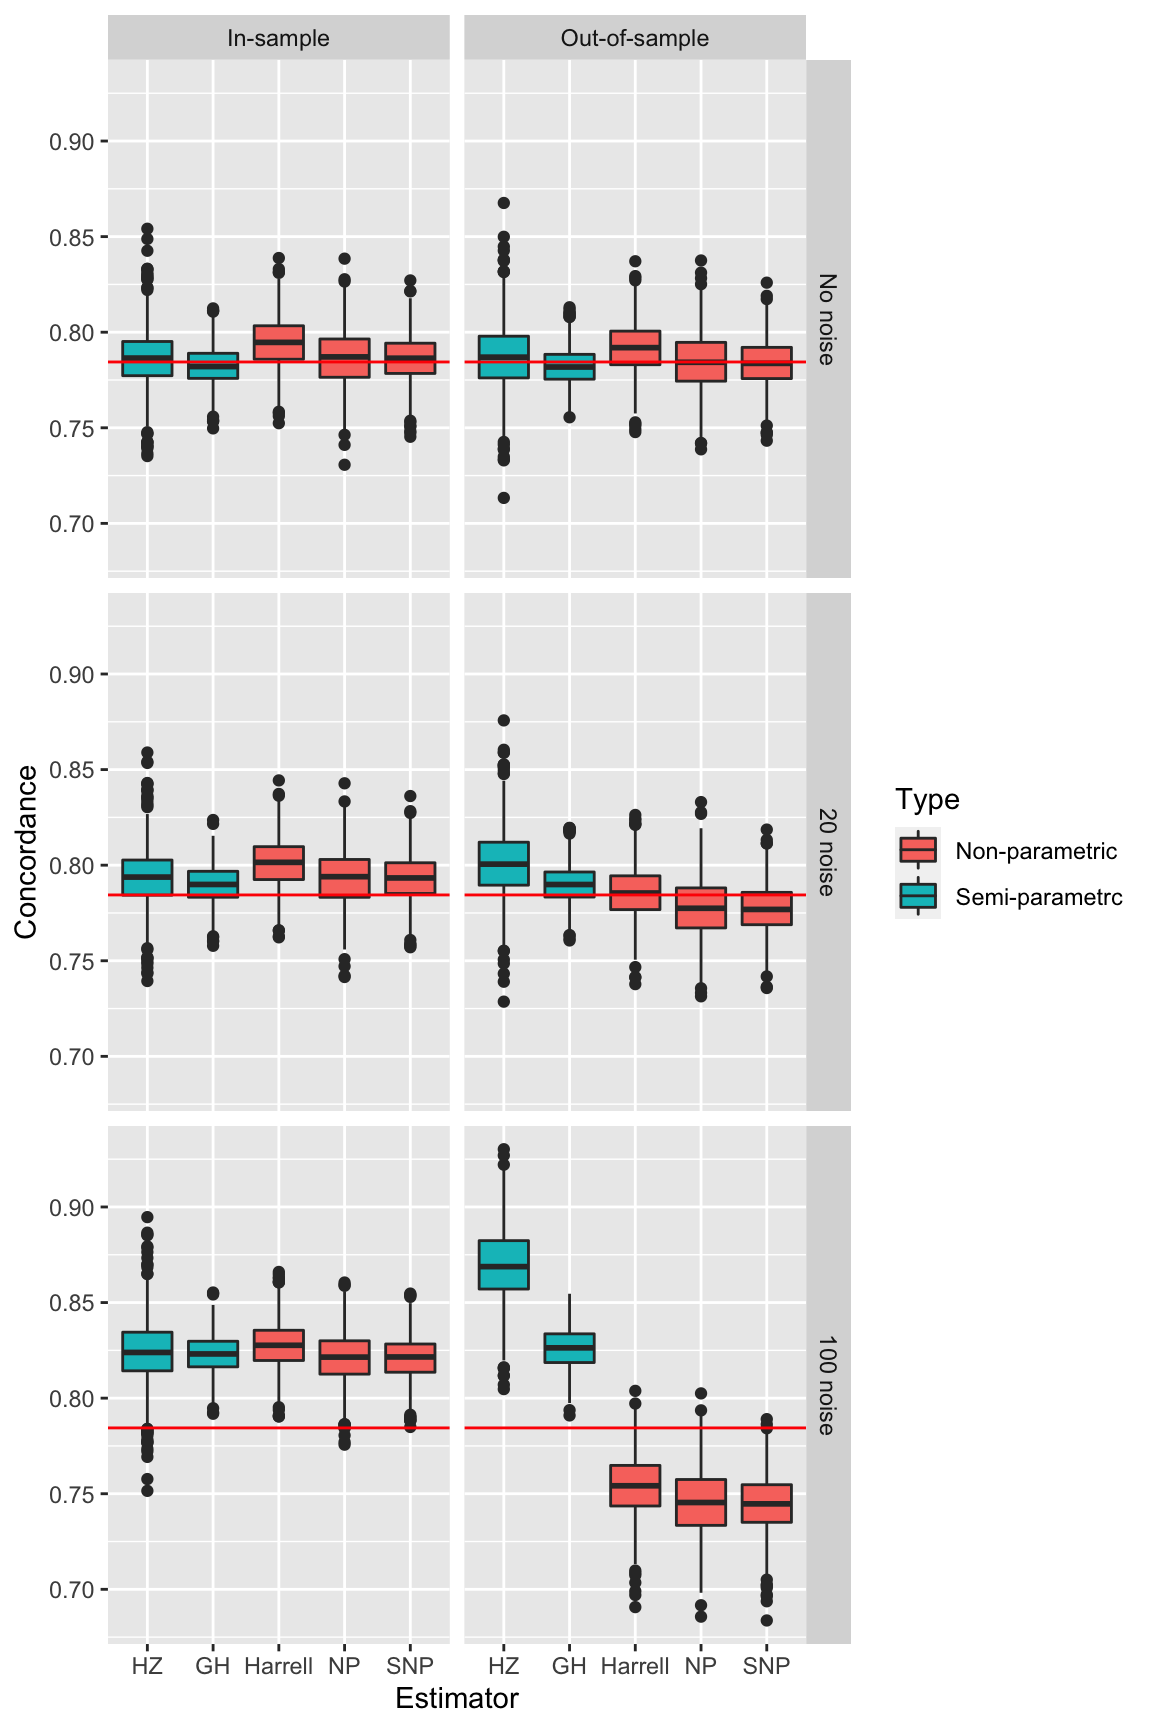 In-sample
Out-of-sample
0.90
0.85
0.80
0.75
0.70
No noise
0.90
0.85
0.80
0.75
0.70
20 noise
Concordance
0.90
0.85
0.80
0.75
0.70
100 noise
HZ GH Harrell NP SNP
HZ GH Harrell NP SNP
Estimator
Type
Non-parametric
Semi-parametrc